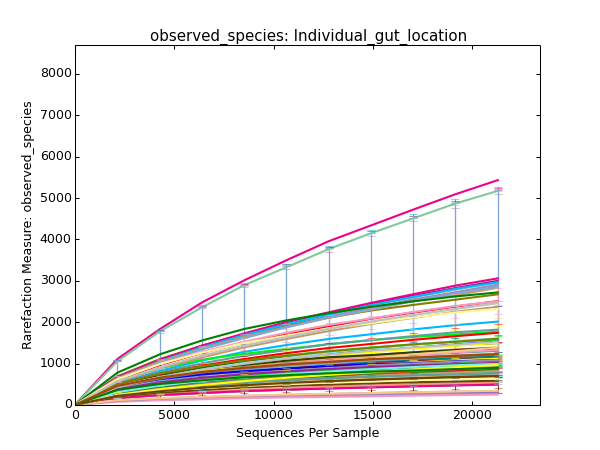 observed_species: Individual_gut_location
8000
7000
6000
5000
4000
3000
2000
1000
0
Rarefaction Measure: observed_species
0 5000 10000 15000 20000
Sequences Per Sample